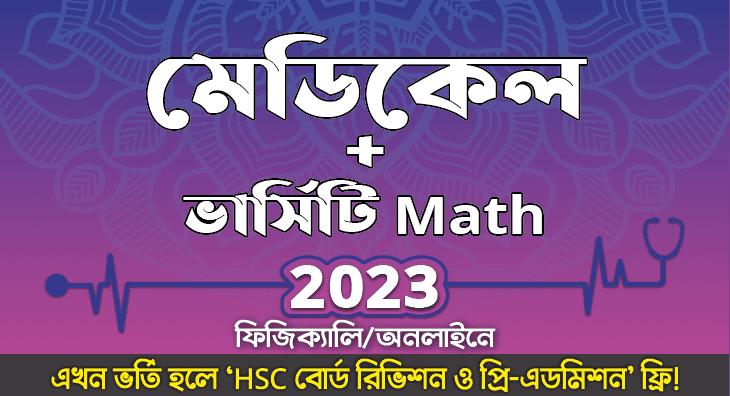 মেডিকেল
+
ভার্সিটি Math
2023
ফিজিক্যালি/অনলাইনে
এখন ভর্তি হলে ‘HSC বোর্ড রিভিশন ও প্রি-এডমিশন’ ফ্রি!